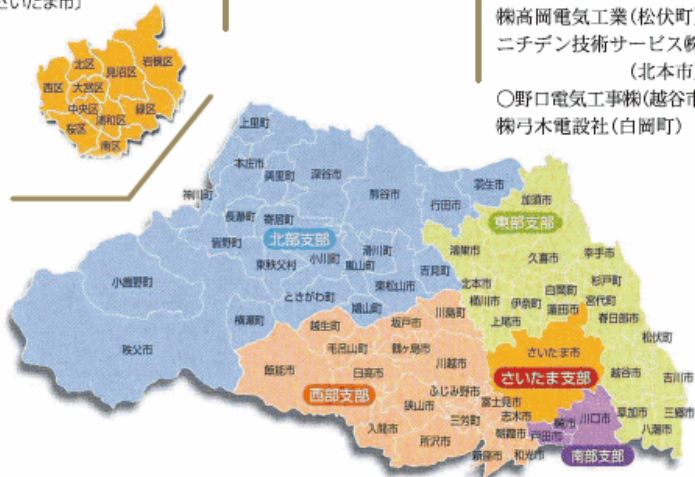 さいたま市〕
北区
見沼区
岩槻区
西区
大宮区
中央区
緑区
浦和区
桜区
南区
㈱高岡電気工業(松伏町
ニチデン技術サービス㈱
(北本市
〇野口電気工事㈱(越谷市
㈱弓木電設社(白岡町)
上里町
本庄市
美里町
深谷市
神川町
熊谷市
行田市
羽生市
加須市
東部支部
長瀞町
寄居町
北部支部
皆野町
滑川町
小川町
嵐山町
東秩父村
吉見町
鴻巣市
久喜市
幸手市
小鹿野町
東松山市
北本市
杉戸町
ときがわ町
鳩山町
桶川市
伊奈町
白岡町
宮代町
蓮田市
春日部市
横瀬町
川島町
上尾市
越生町
坂戸市
松伏町
秩父市
毛呂山町
鶴ヶ島市
さいたま市
飯能市
日高市
川越市
越谷市
吉川市
さいたま支部
西部支部
ふじみ野市
狭山市
富士見市
三芳町
志木市
蕨市
川口市
草加市
三郷市
入間市
所沢市
朝霞市
戸田市
八潮市
新座市
和光市
南部支部